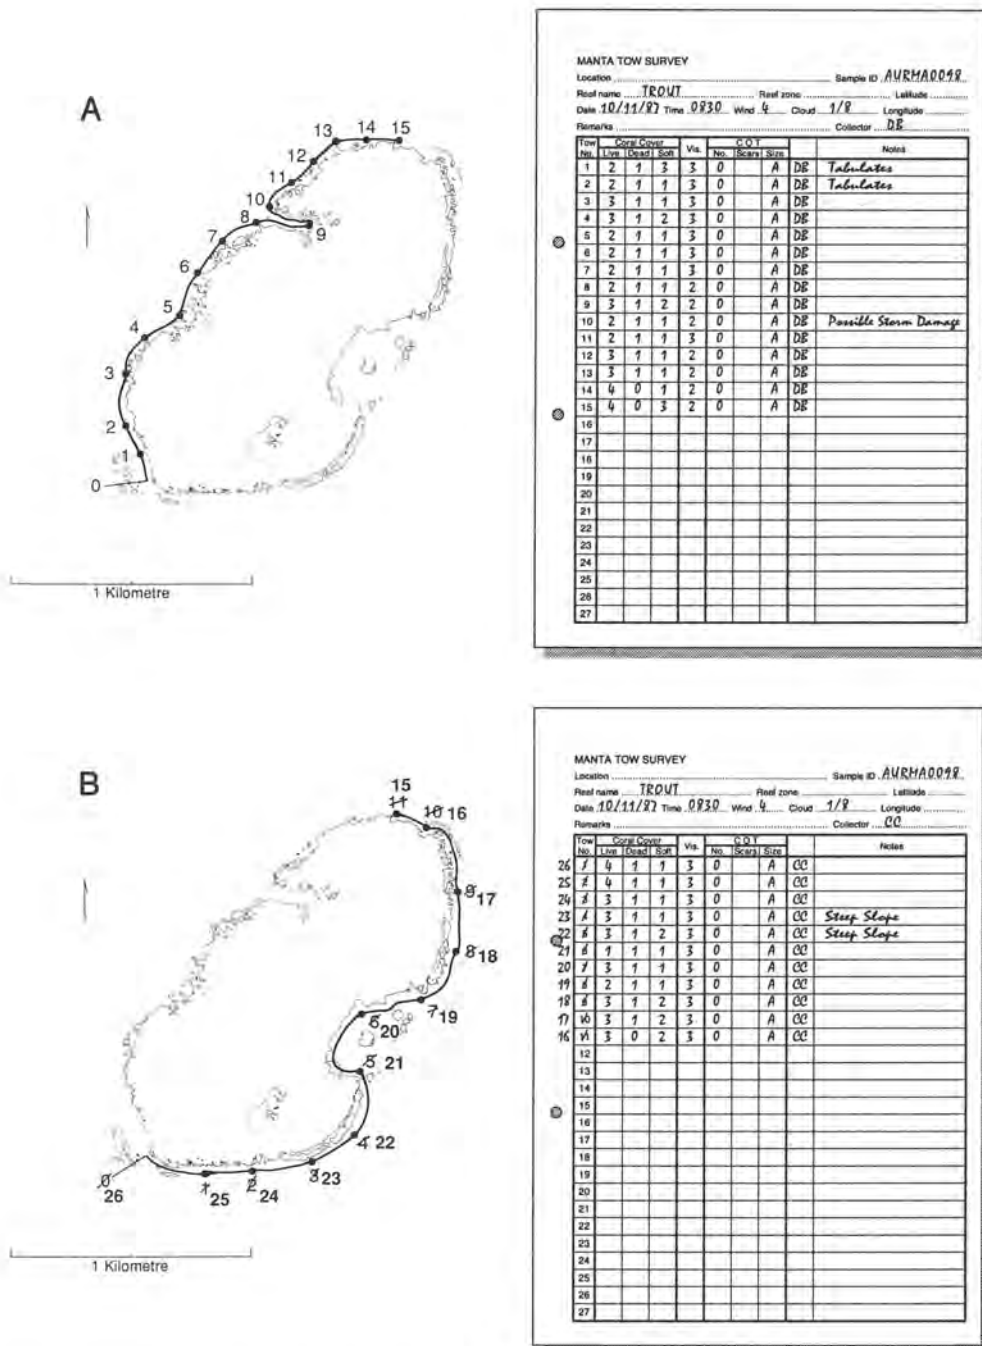 A
0
1
2
3
4
5
6
7
8
9
10
11
12
13
14
15
1 Kilometre
MANTA TOW SURVEY
Location Sample ID AURMA0098
Reef name TROUT Reef zone Latitude
Date 10/11/87 Time 0830 Wind 4 Cloud 1/8 Longitude
Remarks Collector DB
Tow No. Coral Cover Live Dead Soft Vis. C O T No. Scars Size Notes
1 2 1 3 3 0 A DB Tabulates
2 2 1 1 3 0 A DB Tabulates
3 3 1 1 3 0 A DB
4 3 1 2 3 0 A DB
5 2 1 1 3 0 A DB
6 2 1 1 3 0 A DB
7 2 1 1 3 0 A DB
8 2 1 1 2 0 A DB
9 3 1 2 2 0 A DB
10 2 1 1 2 0 A DB Possible Storm Damage
11 2 1 1 3 0 A DB
12 3 1 1 2 0 A DB
13 3 1 1 2 0 A DB
14 4 0 1 2 0 A DB
15 4 0 3 2 0 A DB
16
17
18
19
20
21
22
23
24
25
26
27
B
15
11
10 16
9 17
8 18
7 19
6 20
5 21
4 22
3 23
2 24
1 25
0 26
1 Kilometre
MANTA TOW SURVEY
Location Sample ID AURMA0098
Reef name TROUT Reef zone Latitude
Date 10/11/87 Time 0830 Wind 4 Cloud 1/8 Longitude
Remarks Collector CC
Tow No. Coral Cover Live Dead Soft Vis. C O T No. Scars Size Notes
26 4 1 1 3 0 A CC
25 4 1 1 3 0 A CC
24 3 1 1 3 0 A CC
23 3 1 1 3 0 A CC Steep Slope
22 3 1 2 3 0 A CC Steep Slope
21 1 1 1 3 0 A CC
20 3 1 1 3 0 A CC
19 2 1 1 3 0 A CC
18 3 1 2 3 0 A CC
17 3 1 2 3 0 A CC
16 3 0 2 3 0 A CC
12
13
14
15
16
17
18
19
20
21
22
23
24
25
26
27